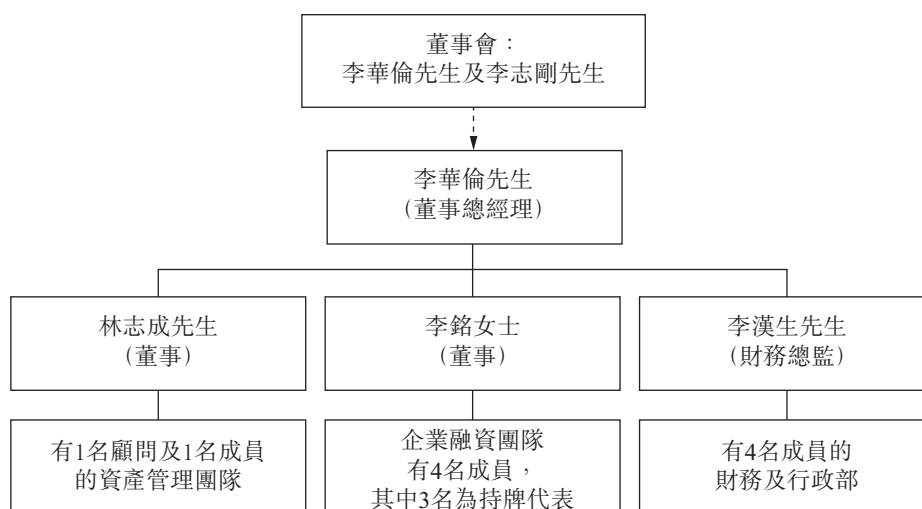 董事會：
李華倫先生及李志剛先生
李華倫先生
（董事總經理）
林志成先生
（董事）
李銘女士
（董事）
李漢生先生
（財務總監）
有1名顧問及1名成員
的資產管理團隊
企業融資團隊
有4名成員，
其中3名為持牌代表
有4名成員的
財務及行政部